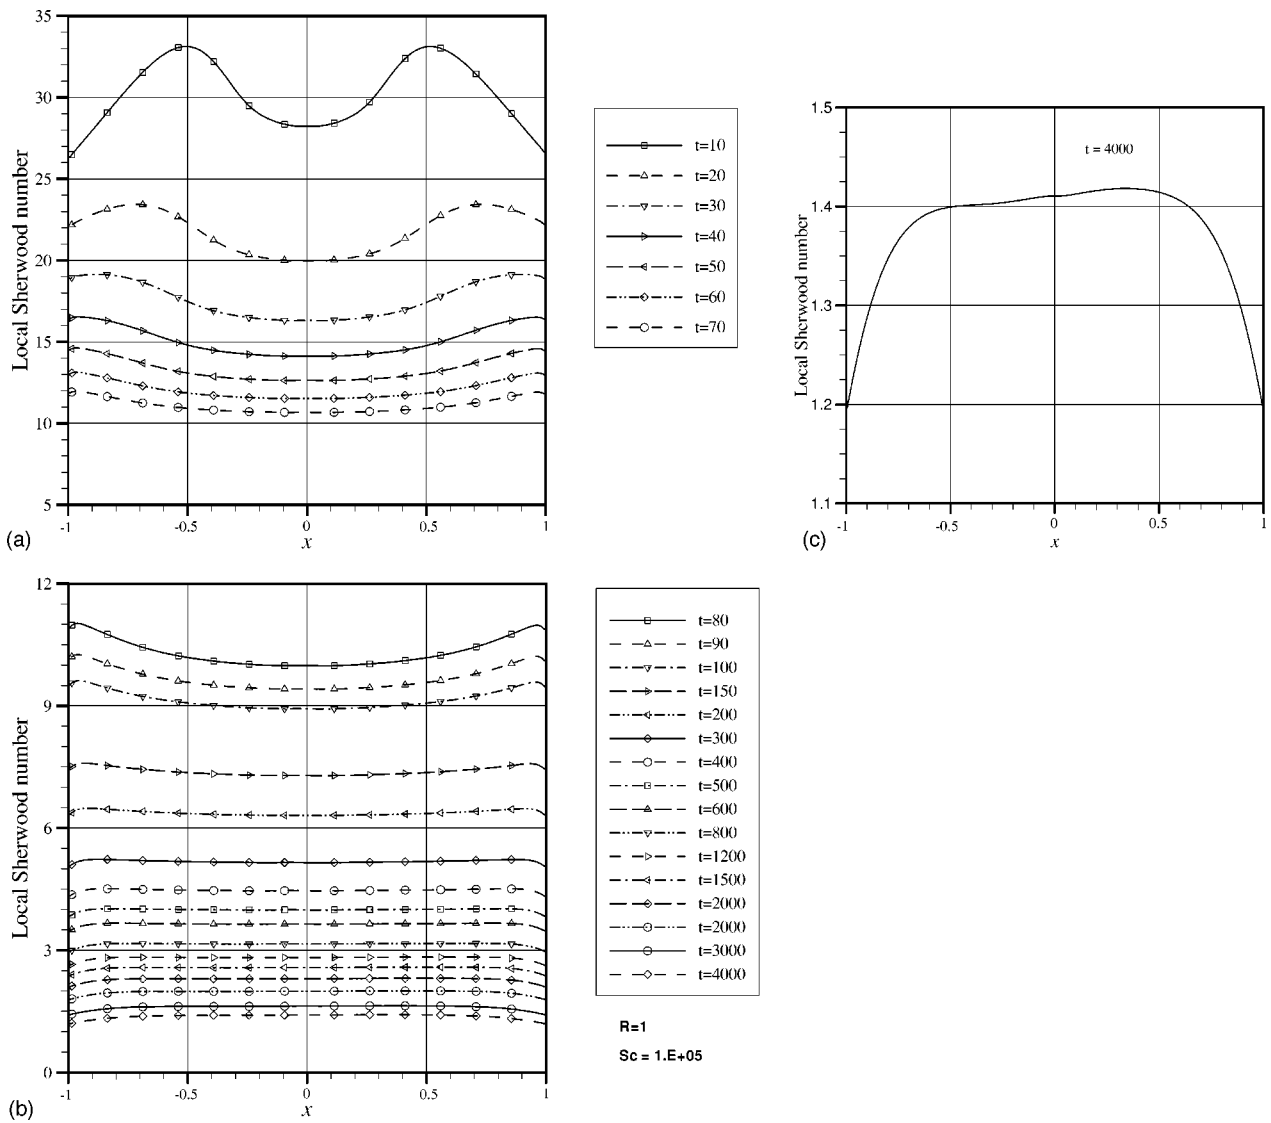 35
30
25
20
15
10
5
Local Sherwood number
-1
-0.5
0
0.5
1
x
(a)
t=10
t=20
t=30
t=40
t=50
t=60
t=70
1.5
1.4
1.3
1.2
1.1
Local Sherwood number
t = 4000
-1
-0.5
0
0.5
1
x
(c)
12
9
6
3
0
Local Sherwood number
-1
-0.5
0
0.5
1
x
(b)
t=80
t=90
t=100
t=150
t=200
t=300
t=400
t=500
t=600
t=800
t=1200
t=1500
t=2000
t=2000
t=3000
t=4000
R=1
Sc = 1.E+05